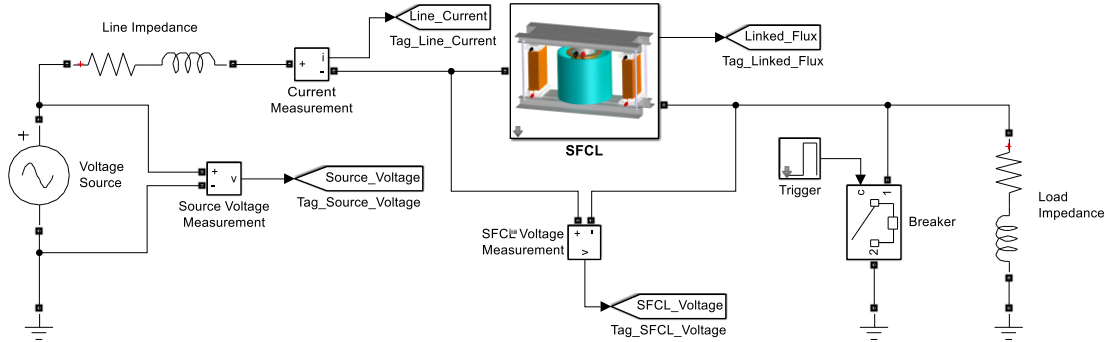 Line Impedance
Line_Current
Tag_Line_Current
i
+
-
Current
Measurement
SFCL
Linked_Flux
Tag_Linked_Flux
+
Voltage
Source
+
-
v
Source Voltage
Measurement
Source_Voltage
Tag_Source_Voltage
SFCL Voltage
Measurement
+
-
v
SFCL_Voltage
Tag_SFCL_Voltage
Trigger
c
1
2
Breaker
+
Load
Impedance
+